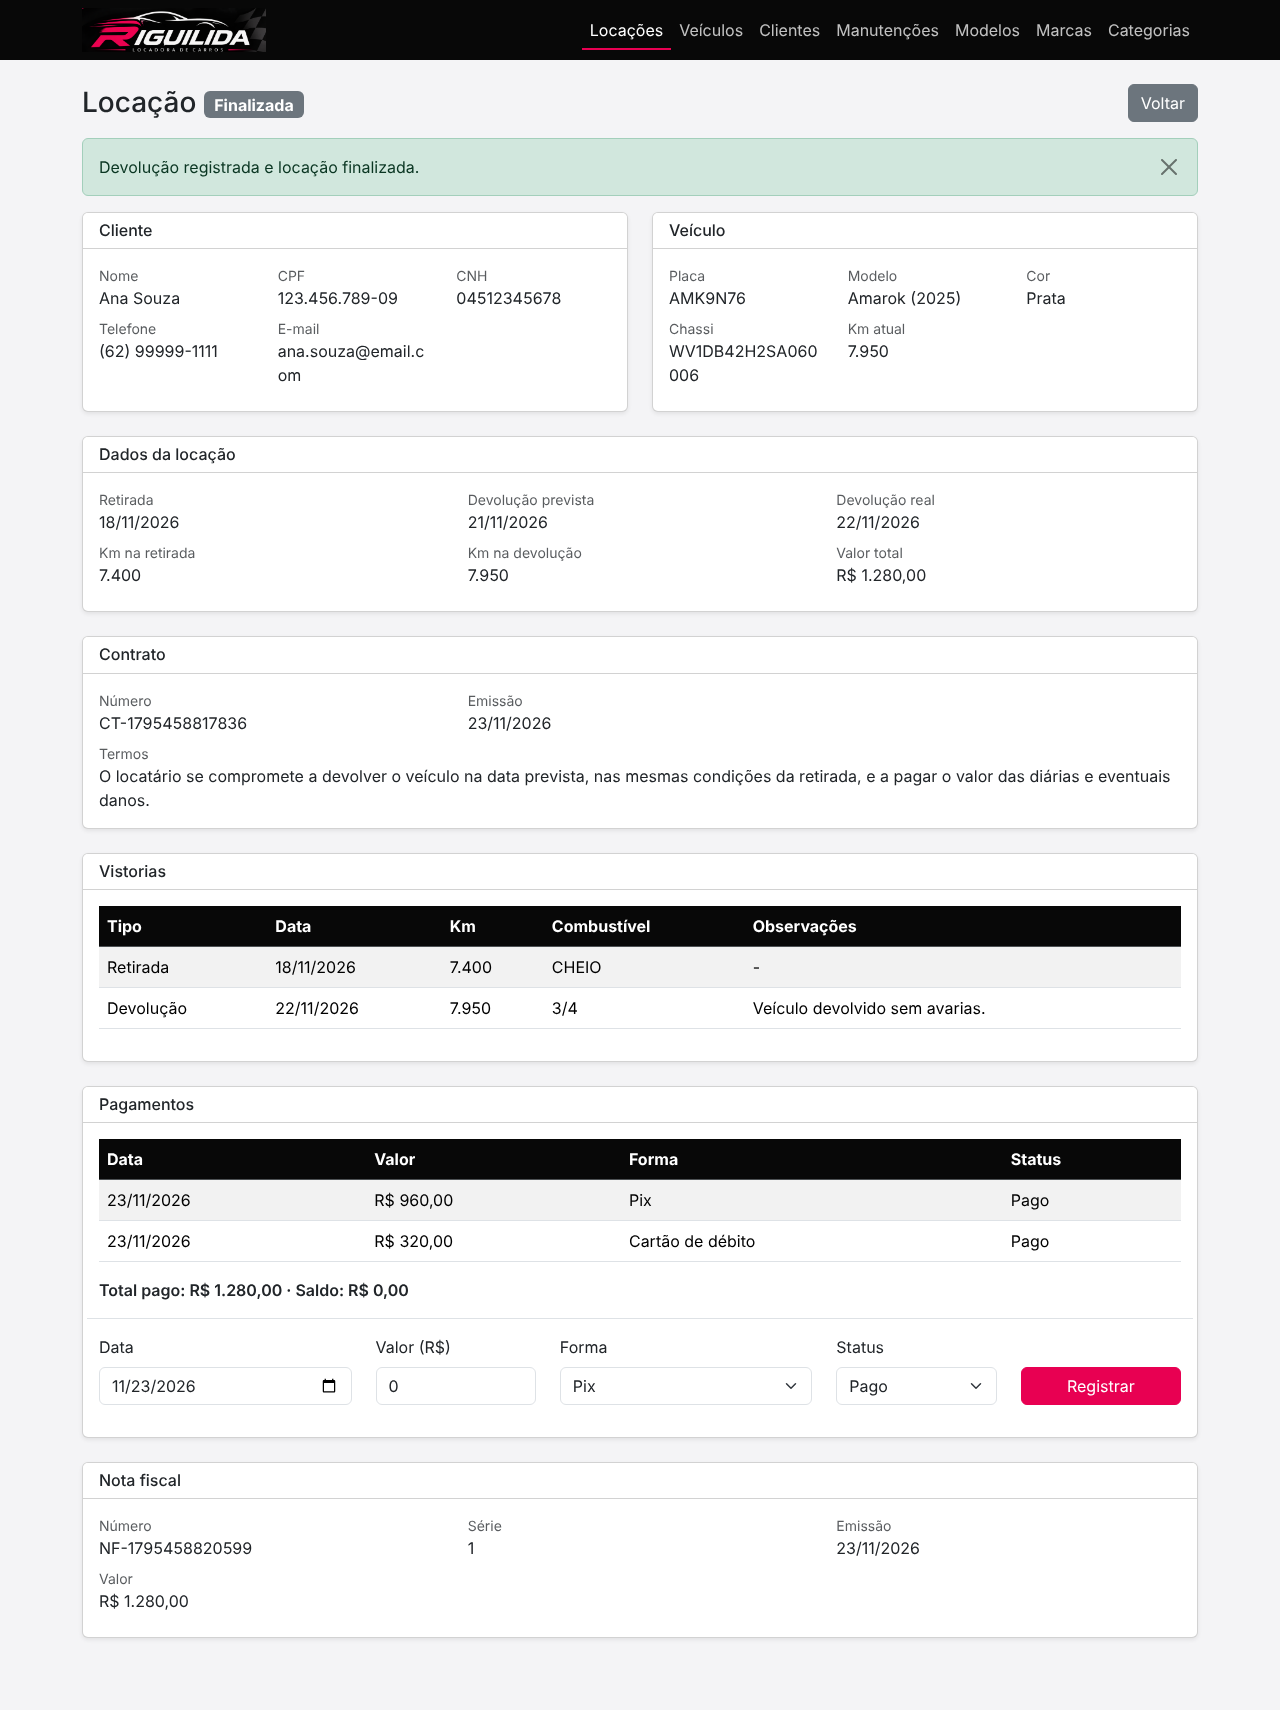 RIGUILIDA
LOCADORA DE CARROS
Locações Veículos Clientes Manutenções Modelos Marcas Categorias
Locação Finalizada
Voltar
Devolução registrada e locação finalizada.
Cliente
Nome CPF CNH
Ana Souza 123.456.789-09 04512345678
Telefone E-mail
(62) 99999-1111 ana.souza@email.c
om
Veículo
Placa Modelo Cor
AMK9N76 Amarok (2025) Prata
Chassi Km atual
WV1DB42H2SA060 7.950
006
Dados da locação
Retirada Devolução prevista Devolução real
18/11/2026 21/11/2026 22/11/2026
Km na retirada Km na devolução Valor total
7.400 7.950 R$ 1.280,00
Contrato
Número Emissão
CT-1795458817836 23/11/2026
Termos
O locatário se compromete a devolver o veículo na data prevista, nas mesmas condições da retirada, e a pagar o valor das diárias e eventuais
danos.
Vistorias
Tipo Data Km Combustível Observações
Retirada 18/11/2026 7.400 CHEIO -
Devolução 22/11/2026 7.950 3/4 Veículo devolvido sem avarias.
Pagamentos
Data Valor Forma Status
23/11/2026 R$ 960,00 Pix Pago
23/11/2026 R$ 320,00 Cartão de débito Pago
Total pago: R$ 1.280,00 · Saldo: R$ 0,00
Data Valor (R$) Forma Status
11/23/2026 0 Pix Pago Registrar
Nota fiscal
Número Série Emissão
NF-1795458820599 1 23/11/2026
Valor
R$ 1.280,00